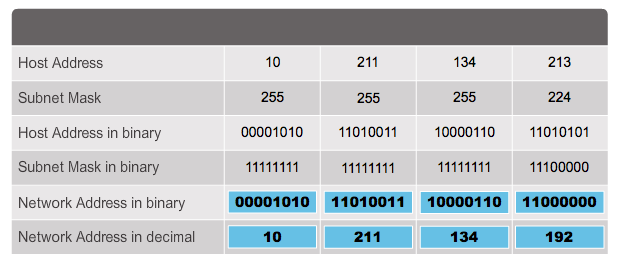 Host Address 10 211 134 213
Subnet Mask 255 255 255 224
Host Address in binary 00001010 11010011 10000110 11010101
Subnet Mask in binary 11111111 11111111 11111111 11100000
Network Address in binary 00001010 11010011 10000110 11000000
Network Address in decimal 10 211 134 192